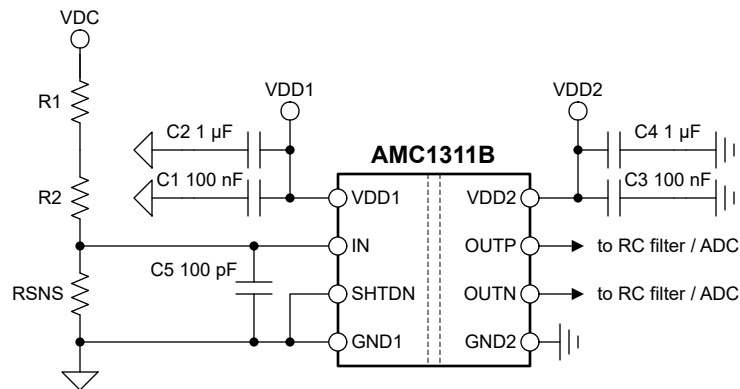 VDC
R1
R2
RSNS
VDD1
C2 1 µF
C1 100 nF
C5 100 pF
AMC1311B
VDD1
IN
SHTDN
GND1
VDD2
OUTP
OUTN
GND2
VDD2
C4 1 µF
C3 100 nF
to RC filter / ADC
to RC filter / ADC